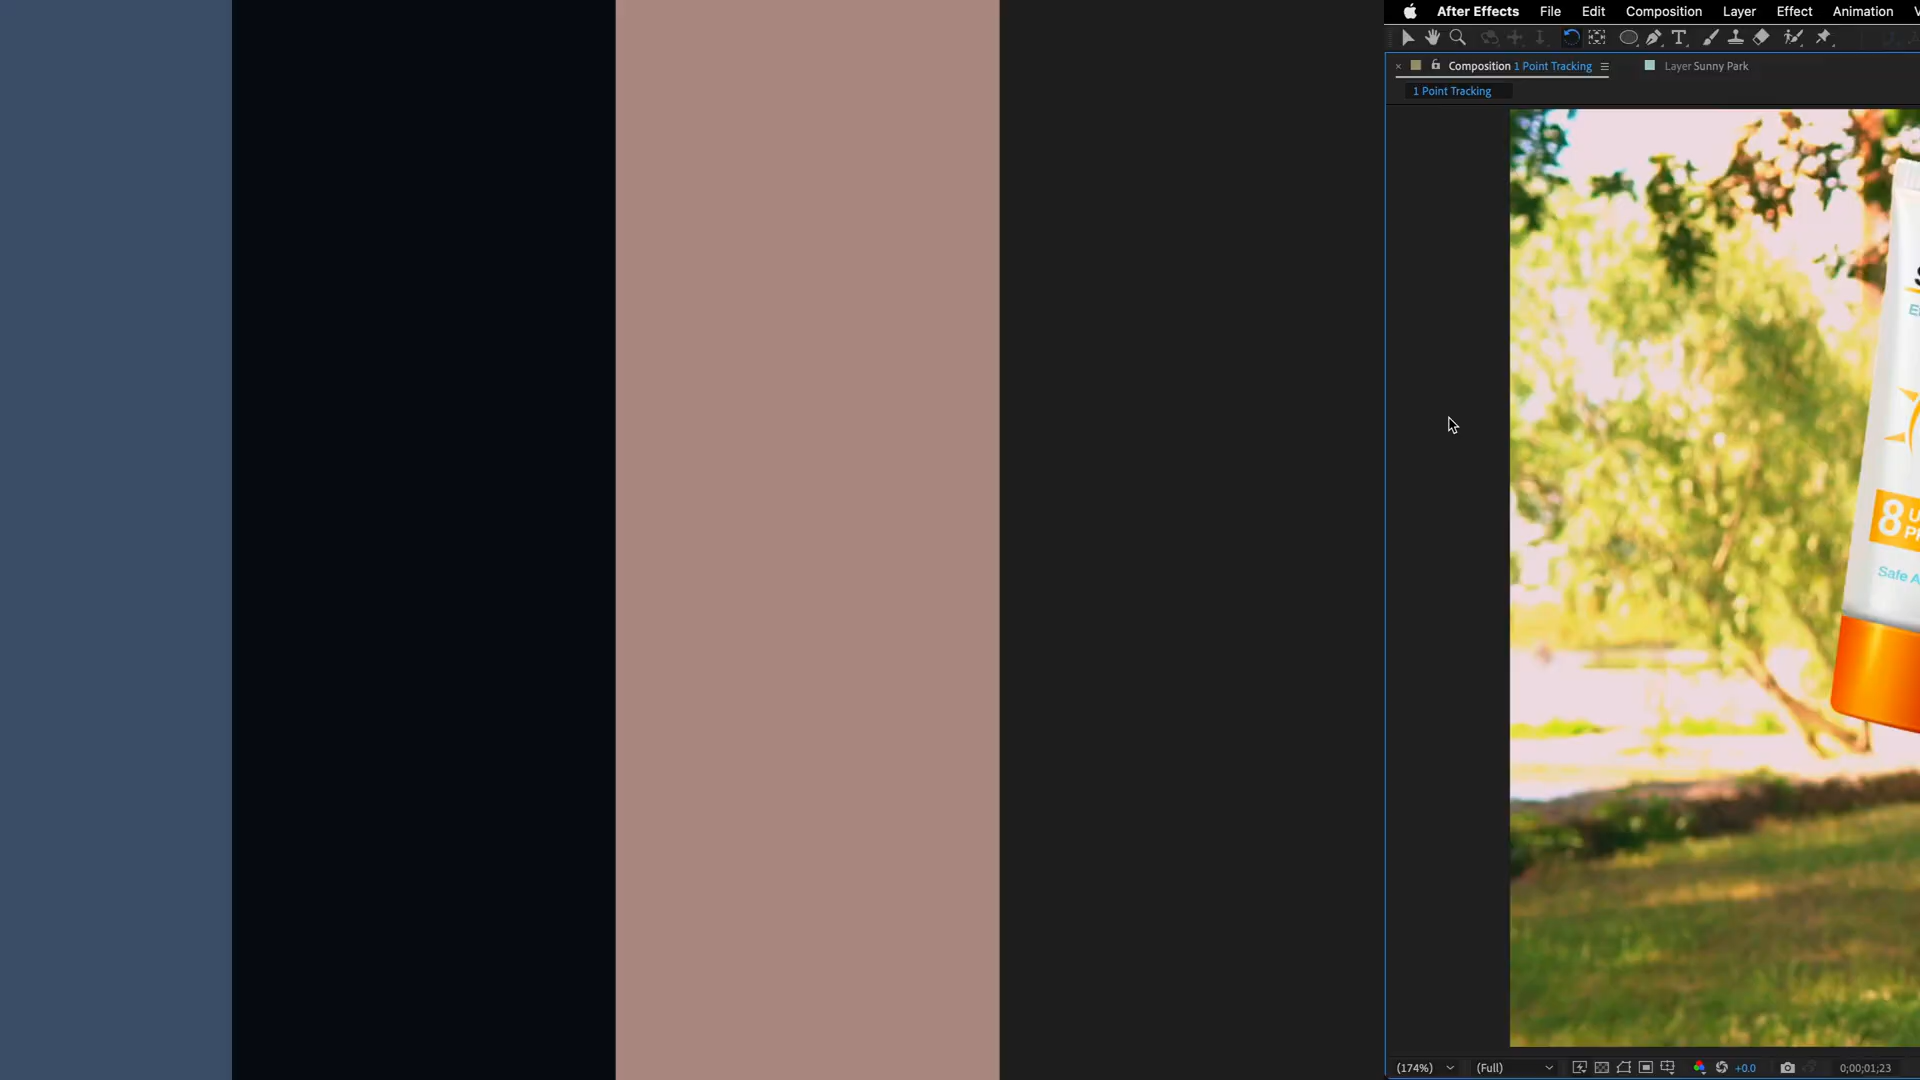 After Effects File Edit Composition Layer Effect Animation
Composition 1 Point Tracking
Layer Sunny Park
1 Point Tracking
8
Safe
(174%)
(Full)
+0.0
0;00;01;23